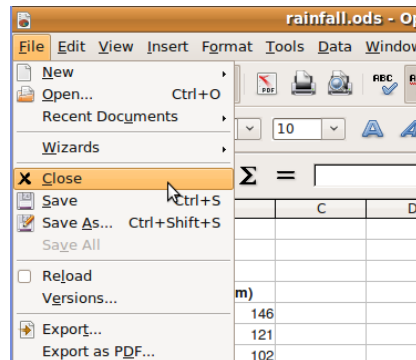 rainfall.ods - Op
File Edit View Insert Format Tools Data Window
New
Open... Ctrl+O
Recent Documents
10
Wizards
Close
Save Ctrl+S
C D
Save As... Ctrl+Shift+S
Save All
Reload
Versions...
m)
146
Export...
121
Export as PDF...
102